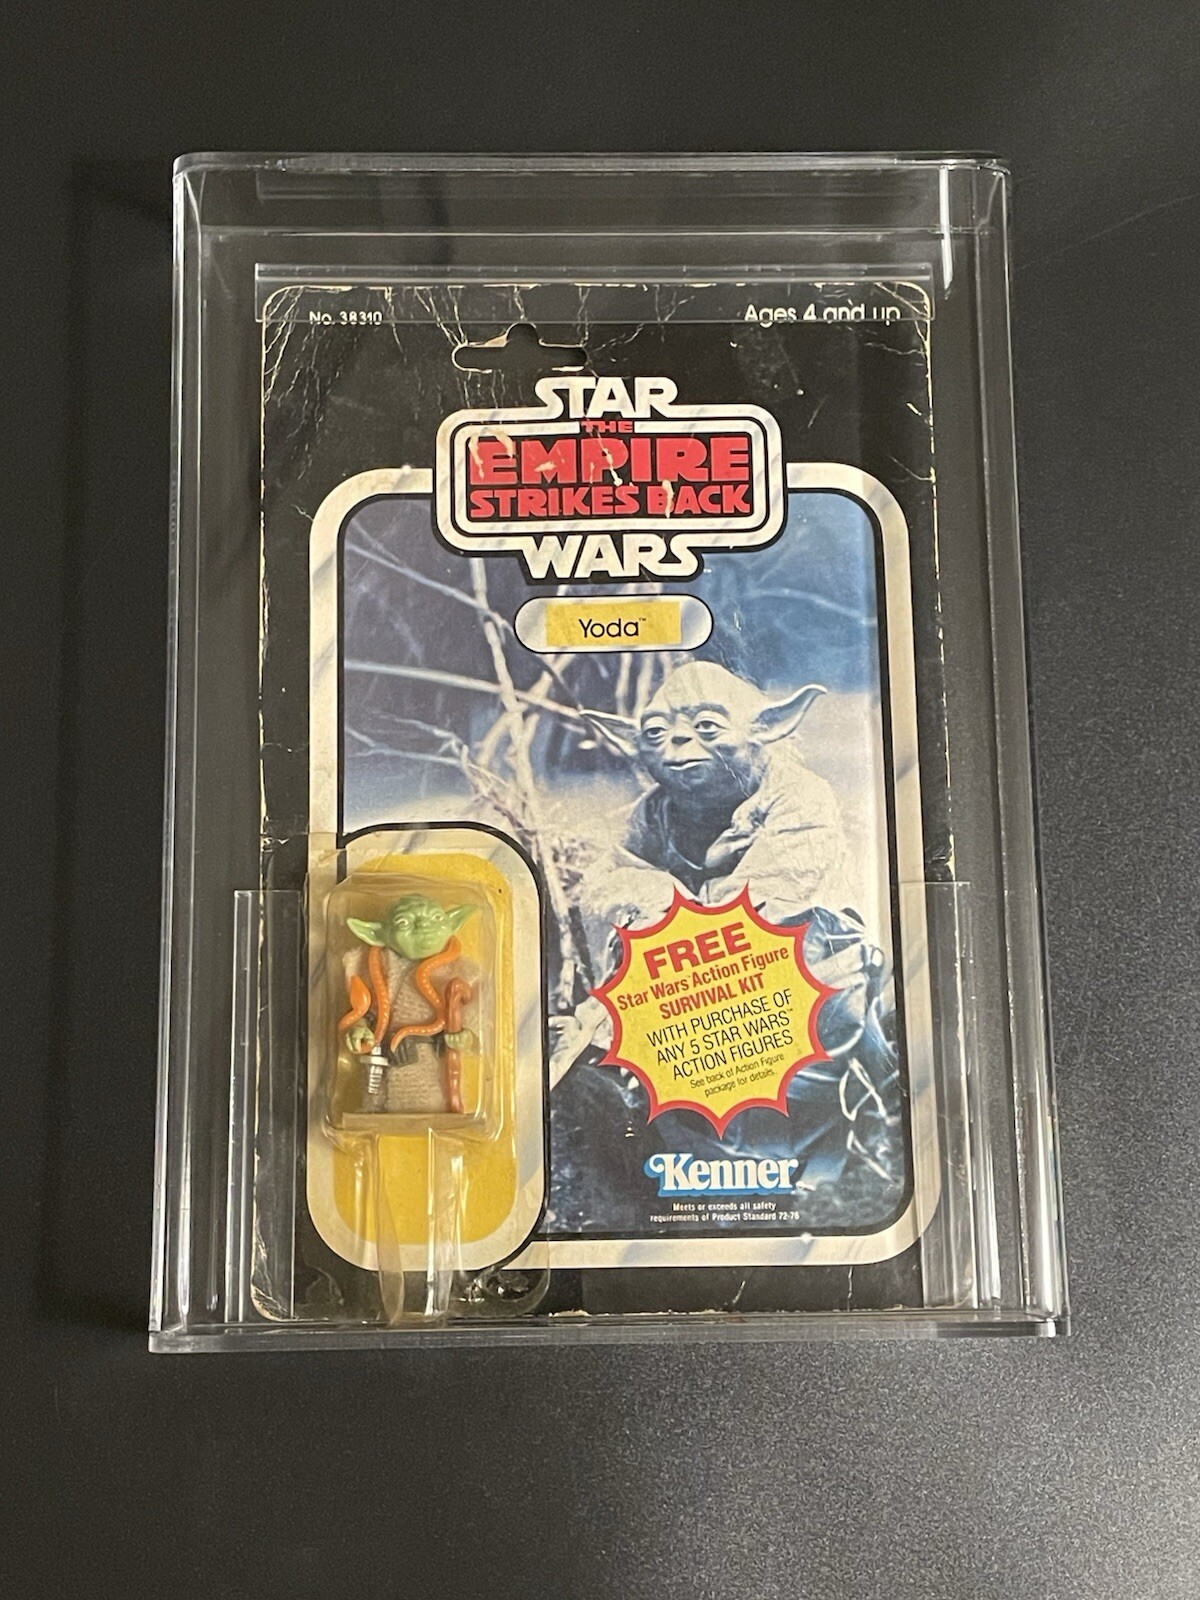 No. 38310
Ages 4 and up
STAR
THE
EMPIRE
STRIKES BACK
WARS
Yoda™
FREE
Star Wars Action Figure
SURVIVAL KIT
WITH PURCHASE OF
ANY 5 STAR WARS™
ACTION FIGURES
See back of Action Figure
package for details.
Kenner
Meets or exceeds all safety
requirements of Product Standard 72-76